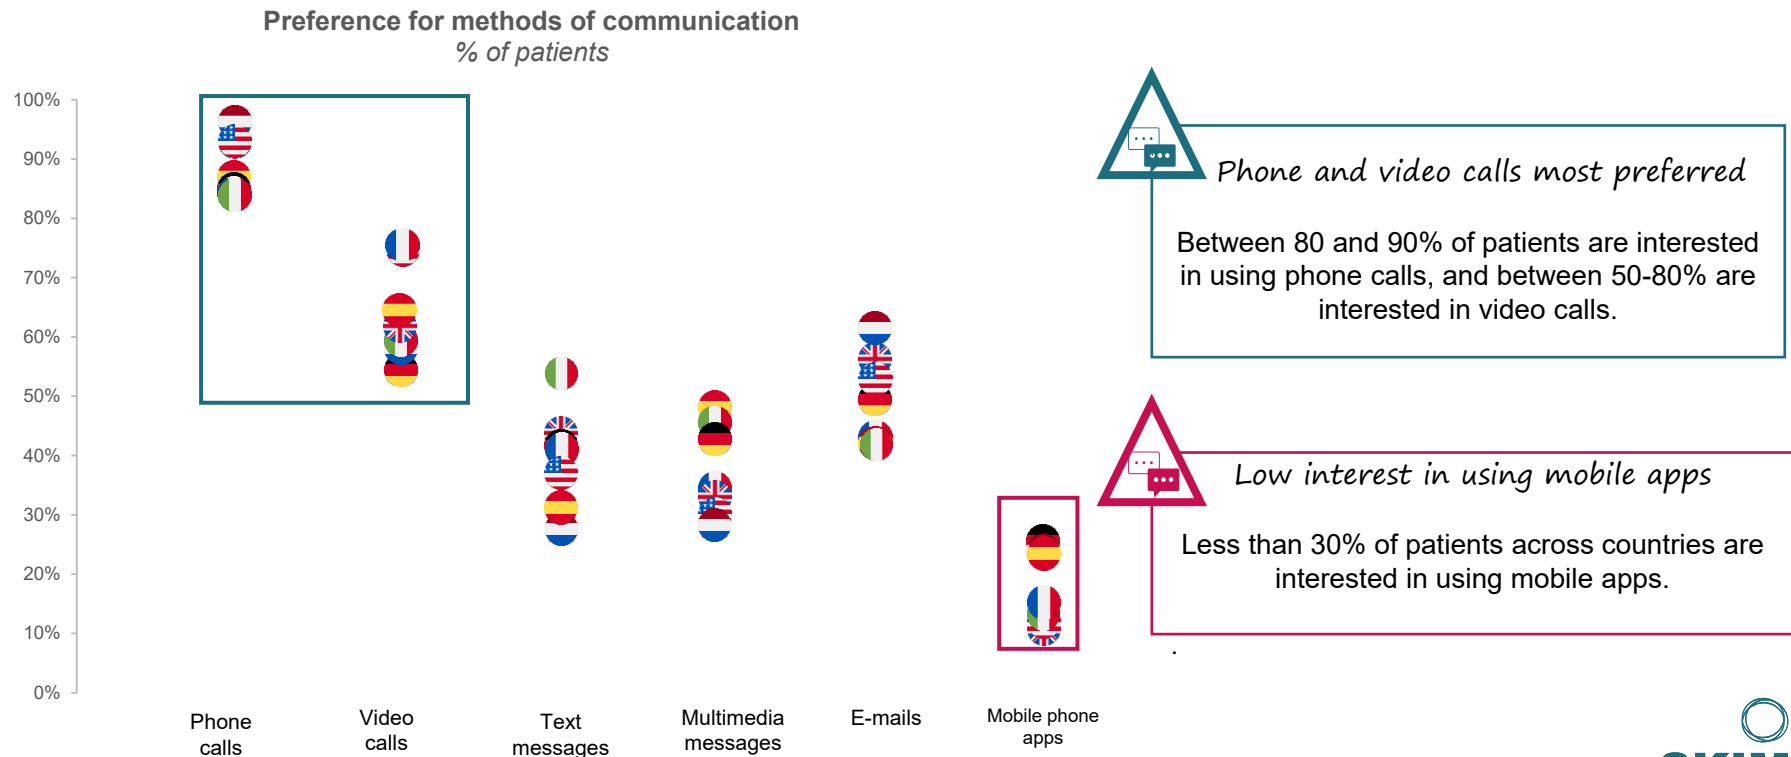 Preference for methods of communication
% of patients
100%
90%
80%
70%
60%
50%
40%
30%
20%
10%
0%
Phone
calls
Video
calls
Text
messages
Multimedia
messages
E-mails
Mobile phone
apps
Phone and video calls most preferred
Between 80 and 90% of patients are interested
in using phone calls, and between 50-80% are
interested in video calls.
Low interest in using mobile apps
Less than 30% of patients across countries are
interested in using mobile apps.
.